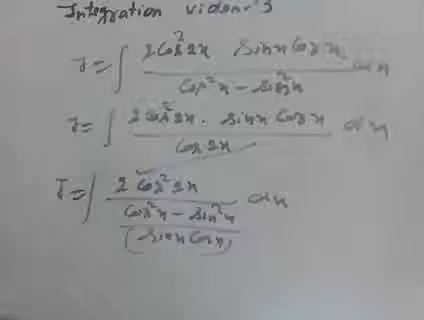 Integration video-3
I = ∫ 2cos²2x sinx cosx / cos²x - sin²x dx
I = ∫ 2cos²2x . sinx cosx / cos2x dx
I = ∫ 2cos²2x / (cos²x - sin²x / (sinx cosx)) dx